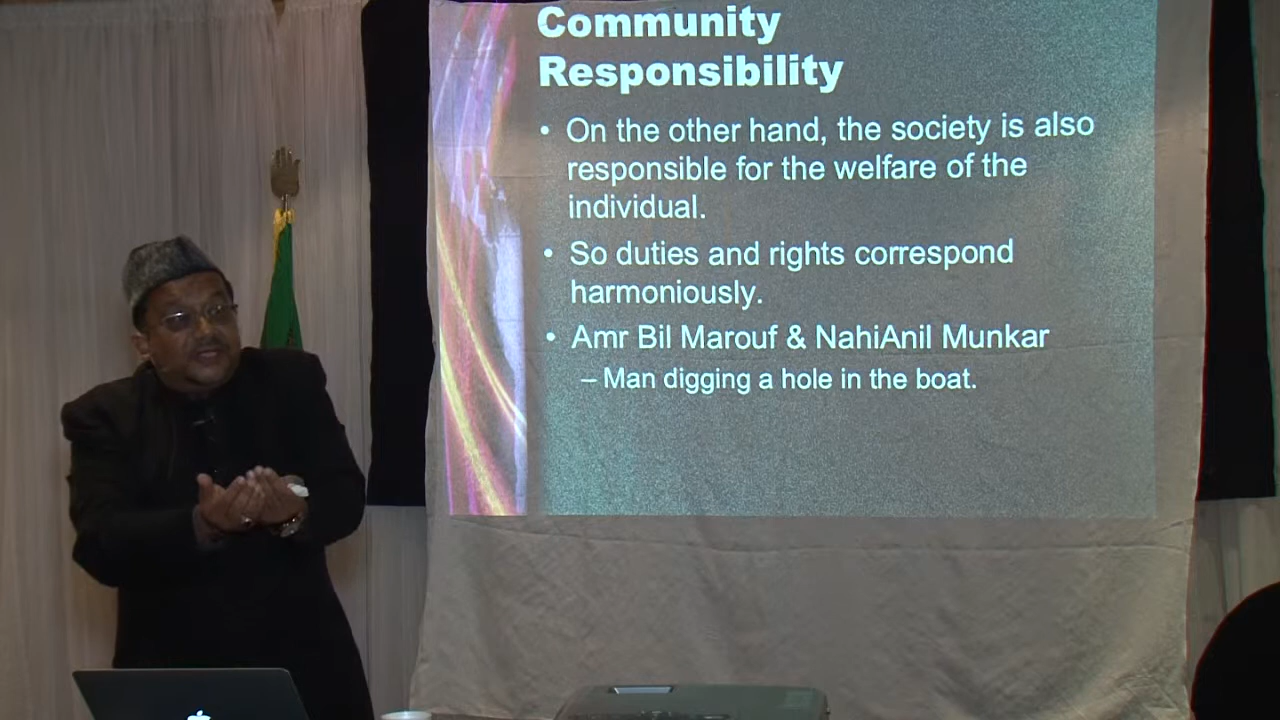 Community
Responsibility
• On the other hand, the society is also
responsible for the welfare of the
individual.
• So duties and rights correspond
harmoniously.
• Amr Bil Marouf & NahiAnil Munkar
– Man digging a hole in the boat.